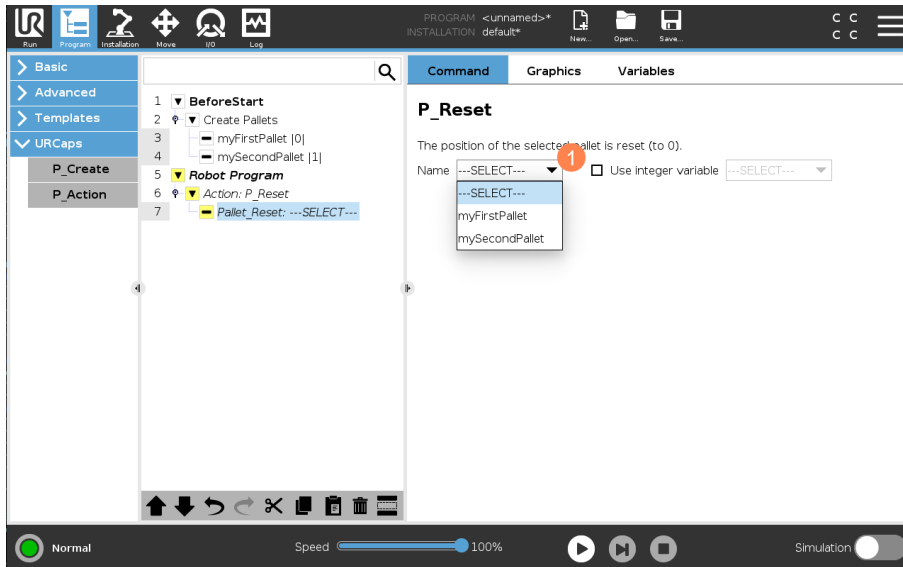 UR
PROGRAM <unnamed>*
INSTALLATION default*
C C
C C
Run Program Installation Move I/O Log New... Open... Save...
Basic
Advanced
Templates
URCaps
P_Create
P_Action
1 BeforeStart
2 Create Pallets
3 myFirstPallet |0|
4 mySecondPallet |1|
5 Robot Program
6 Action: P_Reset
7 Pallet_Reset: ---SELECT---
Command Graphics Variables
P_Reset
The position of the selected pallet is reset (to 0).
1
Name ---SELECT--- Use integer variable ---SELECT---
---SELECT---
myFirstPallet
mySecondPallet
Normal Speed 100% Simulation